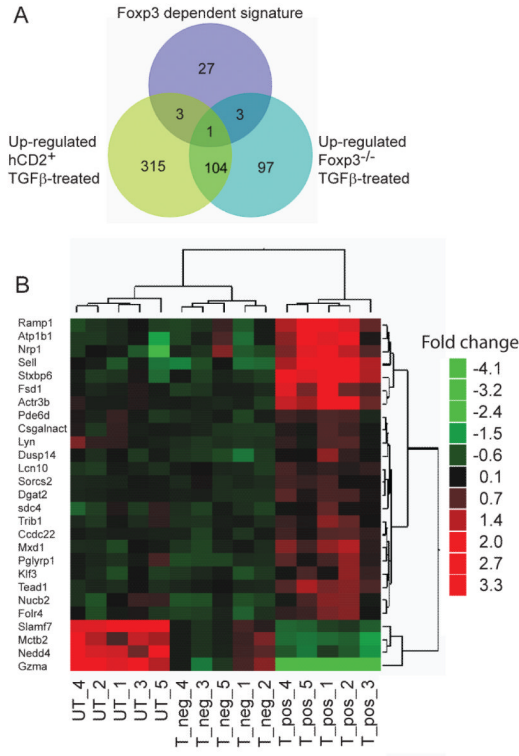 A
Foxp3 dependent signature
27
3
3
1
Up-regulated
hCD2+
TGFβ-treated
315
104
97
Up-regulated
Foxp3-/-
TGFβ-treated
B
Ramp1
Atp1b1
Nrp1
Sell
Stxbp6
Fsd1
Actr3b
Pde6d
Csgalnact
Lyn
Dusp14
Lcn10
Sorcs2
Dgat2
sdc4
Trib1
Ccdc22
Mxd1
Pglyrp1
Klf3
Tead1
Nucb2
Folr4
Slamf7
Mctb2
Nedd4
Gzma
Fold change
-4.1
-3.2
-2.4
-1.5
-0.6
0.1
0.7
1.4
2.0
2.7
3.3
UT_4
UT_2
UT_1
UT_3
UT_5
T_neg_4
T_neg_3
T_neg_5
T_neg_1
T_neg_2
T_pos_4
T_pos_5
T_pos_1
T_pos_2
T_pos_3